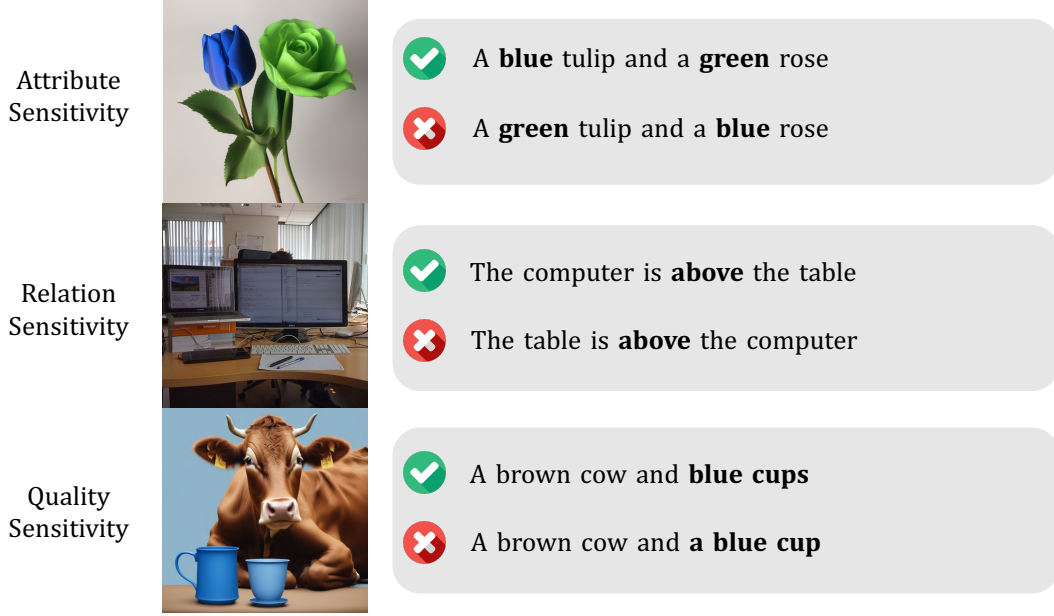 Attribute
Sensitivity
A blue tulip and a green rose
A green tulip and a blue rose
Relation
Sensitivity
The computer is above the table
The table is above the computer
Quality
Sensitivity
A brown cow and blue cups
A brown cow and a blue cup